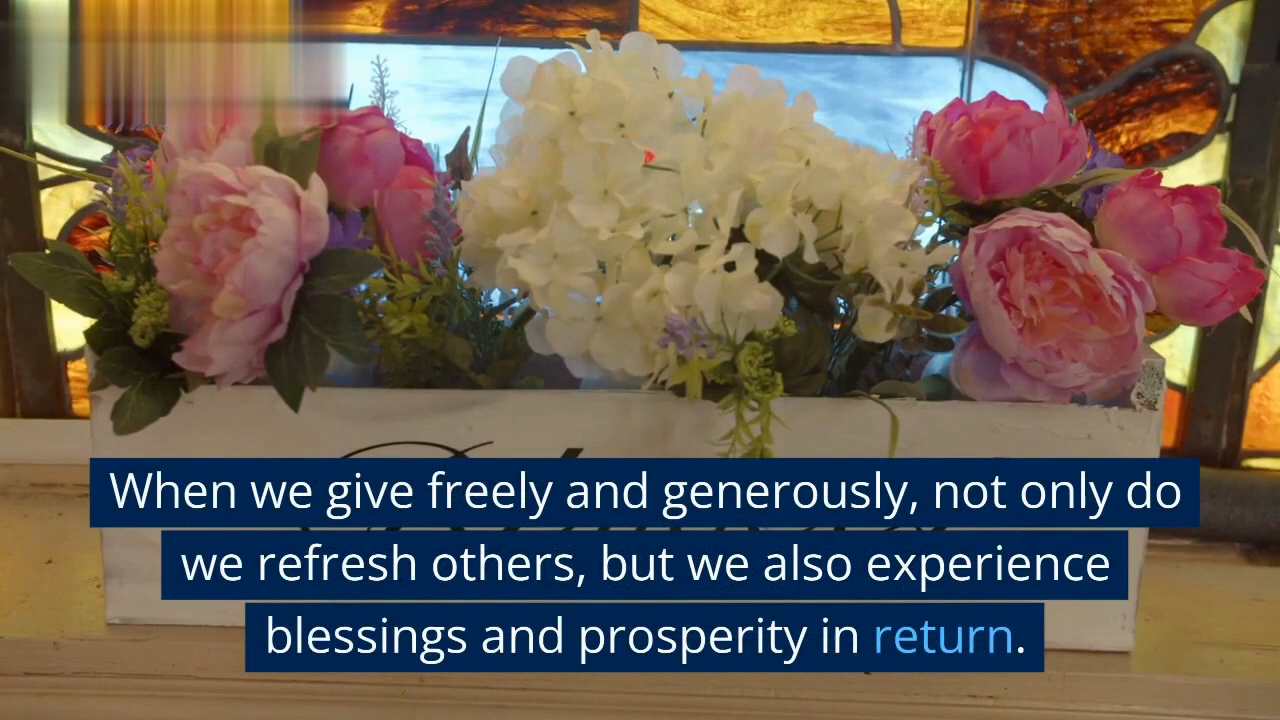 When we give freely and generously, not only do
we refresh others, but we also experience
blessings and prosperity in return.